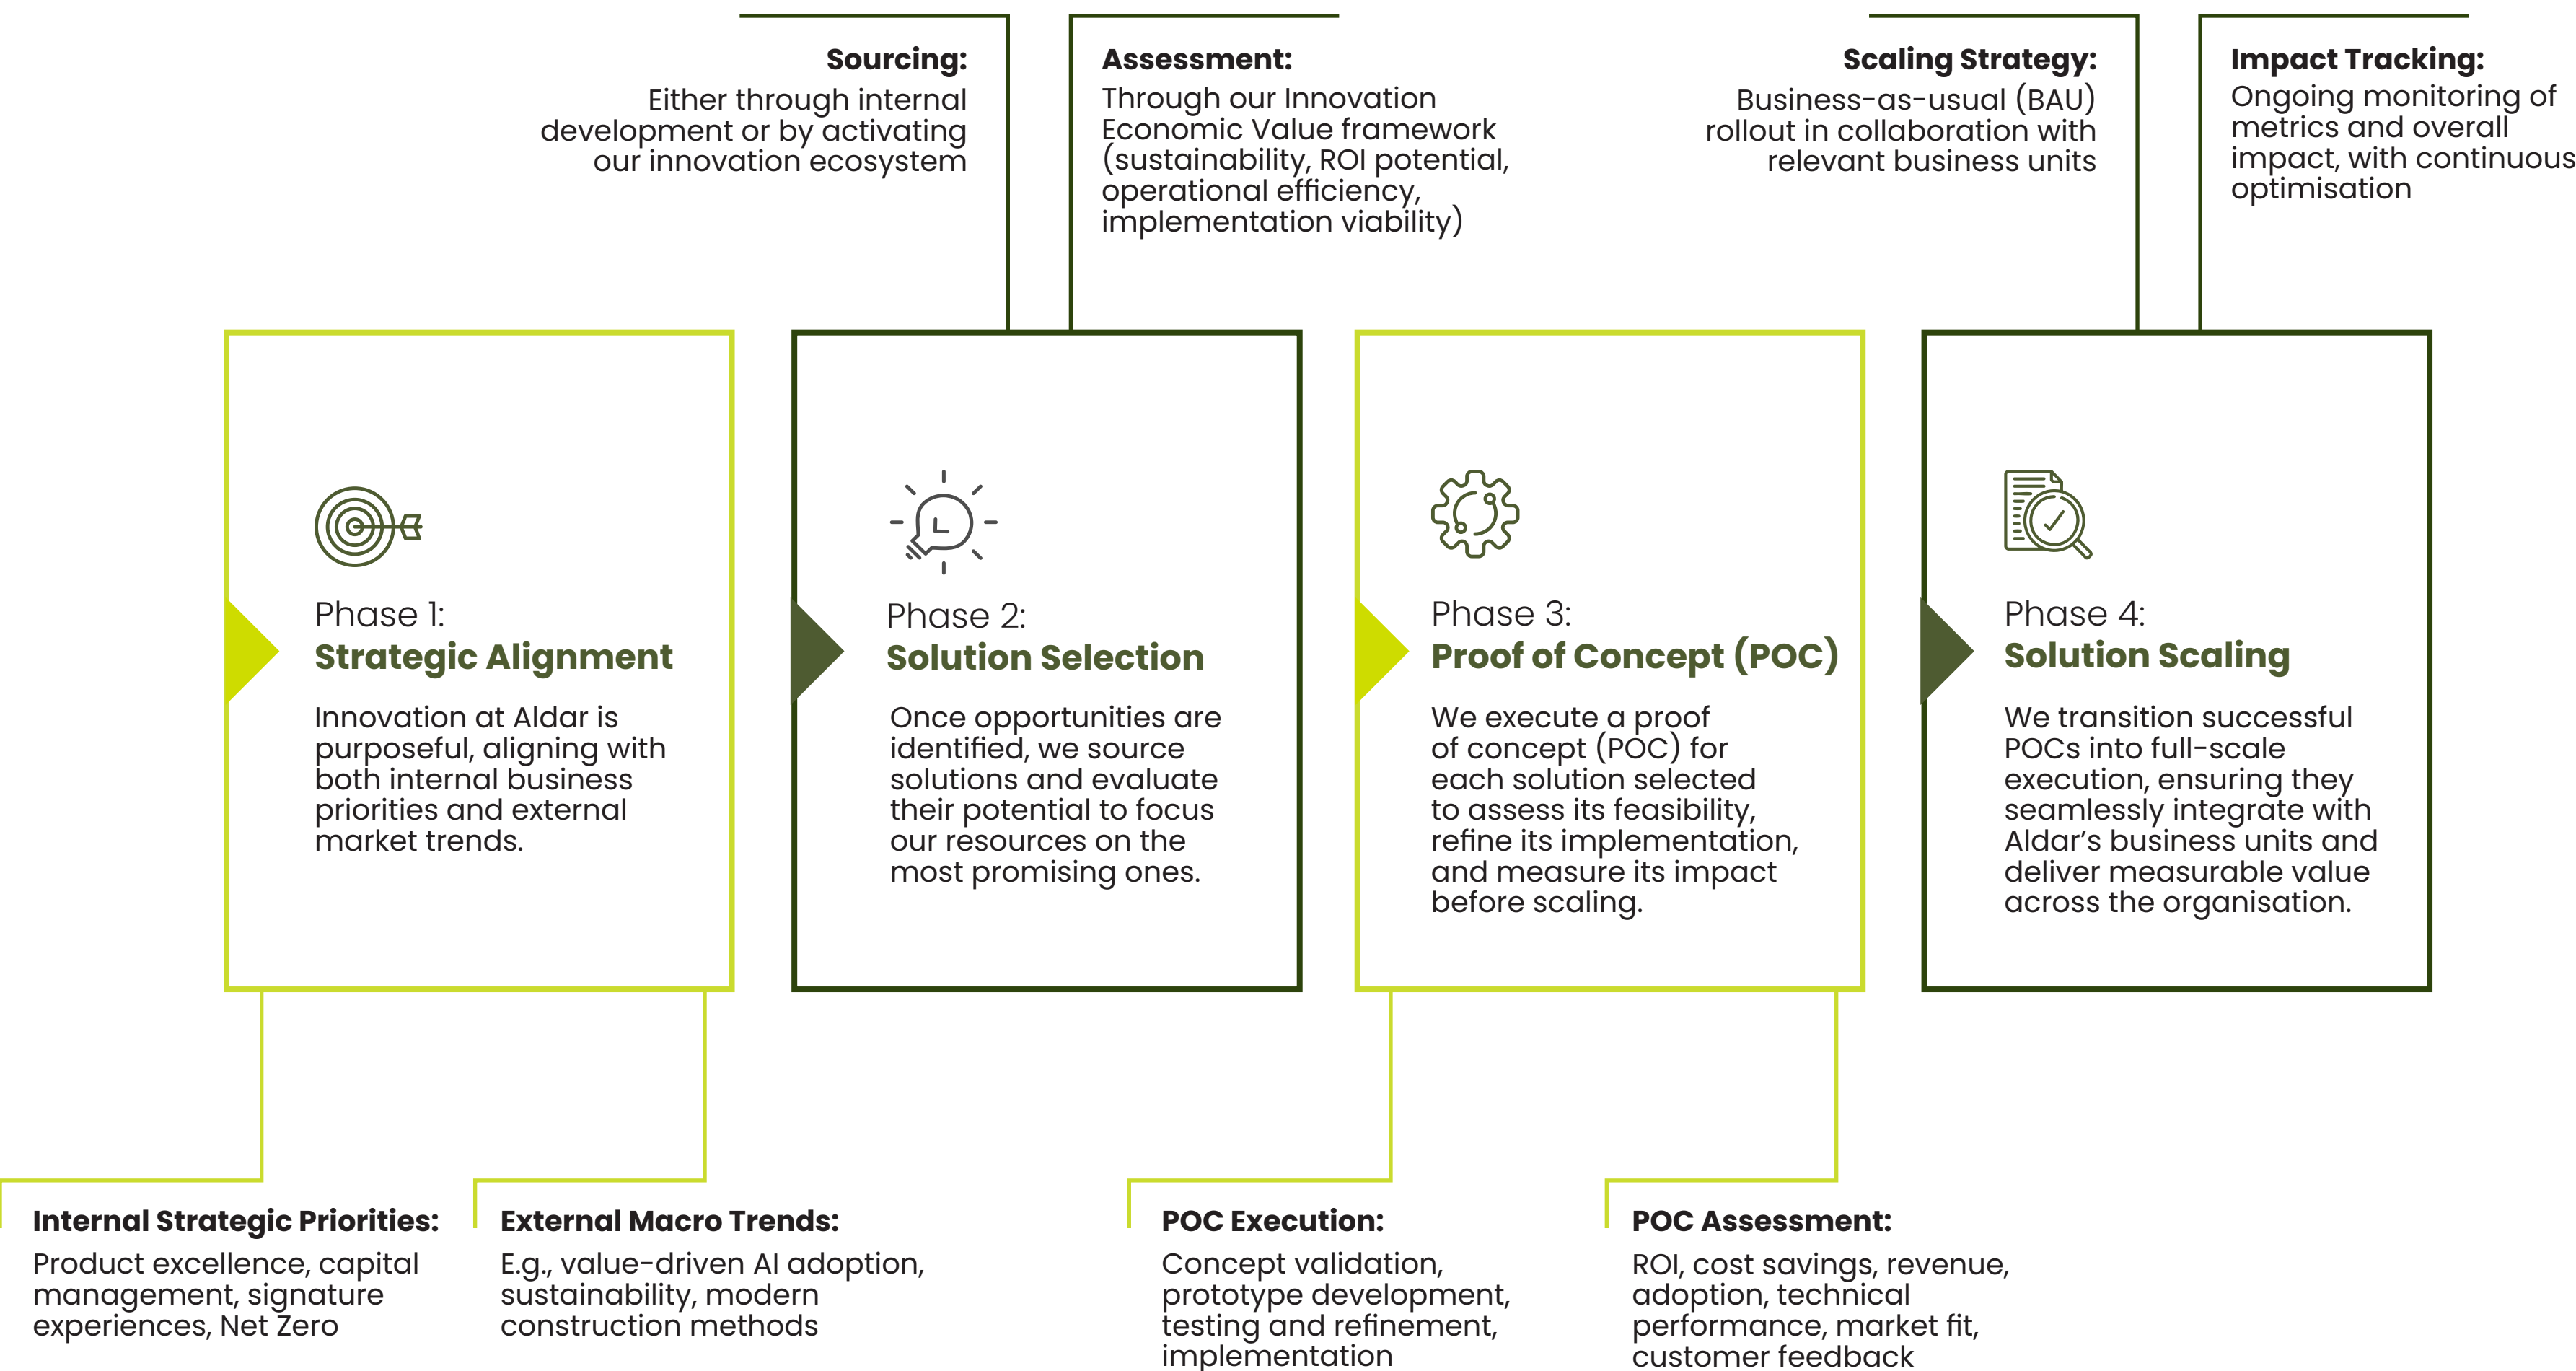 Sourcing:
Either through internal
development or by activating
our innovation ecosystem
Assessment:
Through our Innovation
Economic Value framework
(sustainability, ROI potential,
operational efficiency,
implementation viability)
Scaling Strategy:
Business-as-usual (BAU)
rollout in collaboration with
relevant business units
Impact Tracking:
Ongoing monitoring of
metrics and overall
impact, with continuous
optimisation
Phase 1:
Strategic Alignment
Innovation at Aldar is
purposeful, aligning with
both internal business
priorities and external
market trends.
Phase 2:
Solution Selection
Once opportunities are
identified, we source
solutions and evaluate
their potential to focus
our resources on the
most promising ones.
Phase 3:
Proof of Concept (POC)
We execute a proof
of concept (POC) for
each solution selected
to assess its feasibility,
refine its implementation,
and measure its impact
before scaling.
Phase 4:
Solution Scaling
We transition successful
POCs into full-scale
execution, ensuring they
seamlessly integrate with
Aldar’s business units and
deliver measurable value
across the organisation.
Internal Strategic Priorities:
Product excellence, capital
management, signature
experiences, Net Zero
External Macro Trends:
E.g., value-driven AI adoption,
sustainability, modern
construction methods
POC Execution:
Concept validation,
prototype development,
testing and refinement,
implementation
POC Assessment:
ROI, cost savings, revenue,
adoption, technical
performance, market fit,
customer feedback